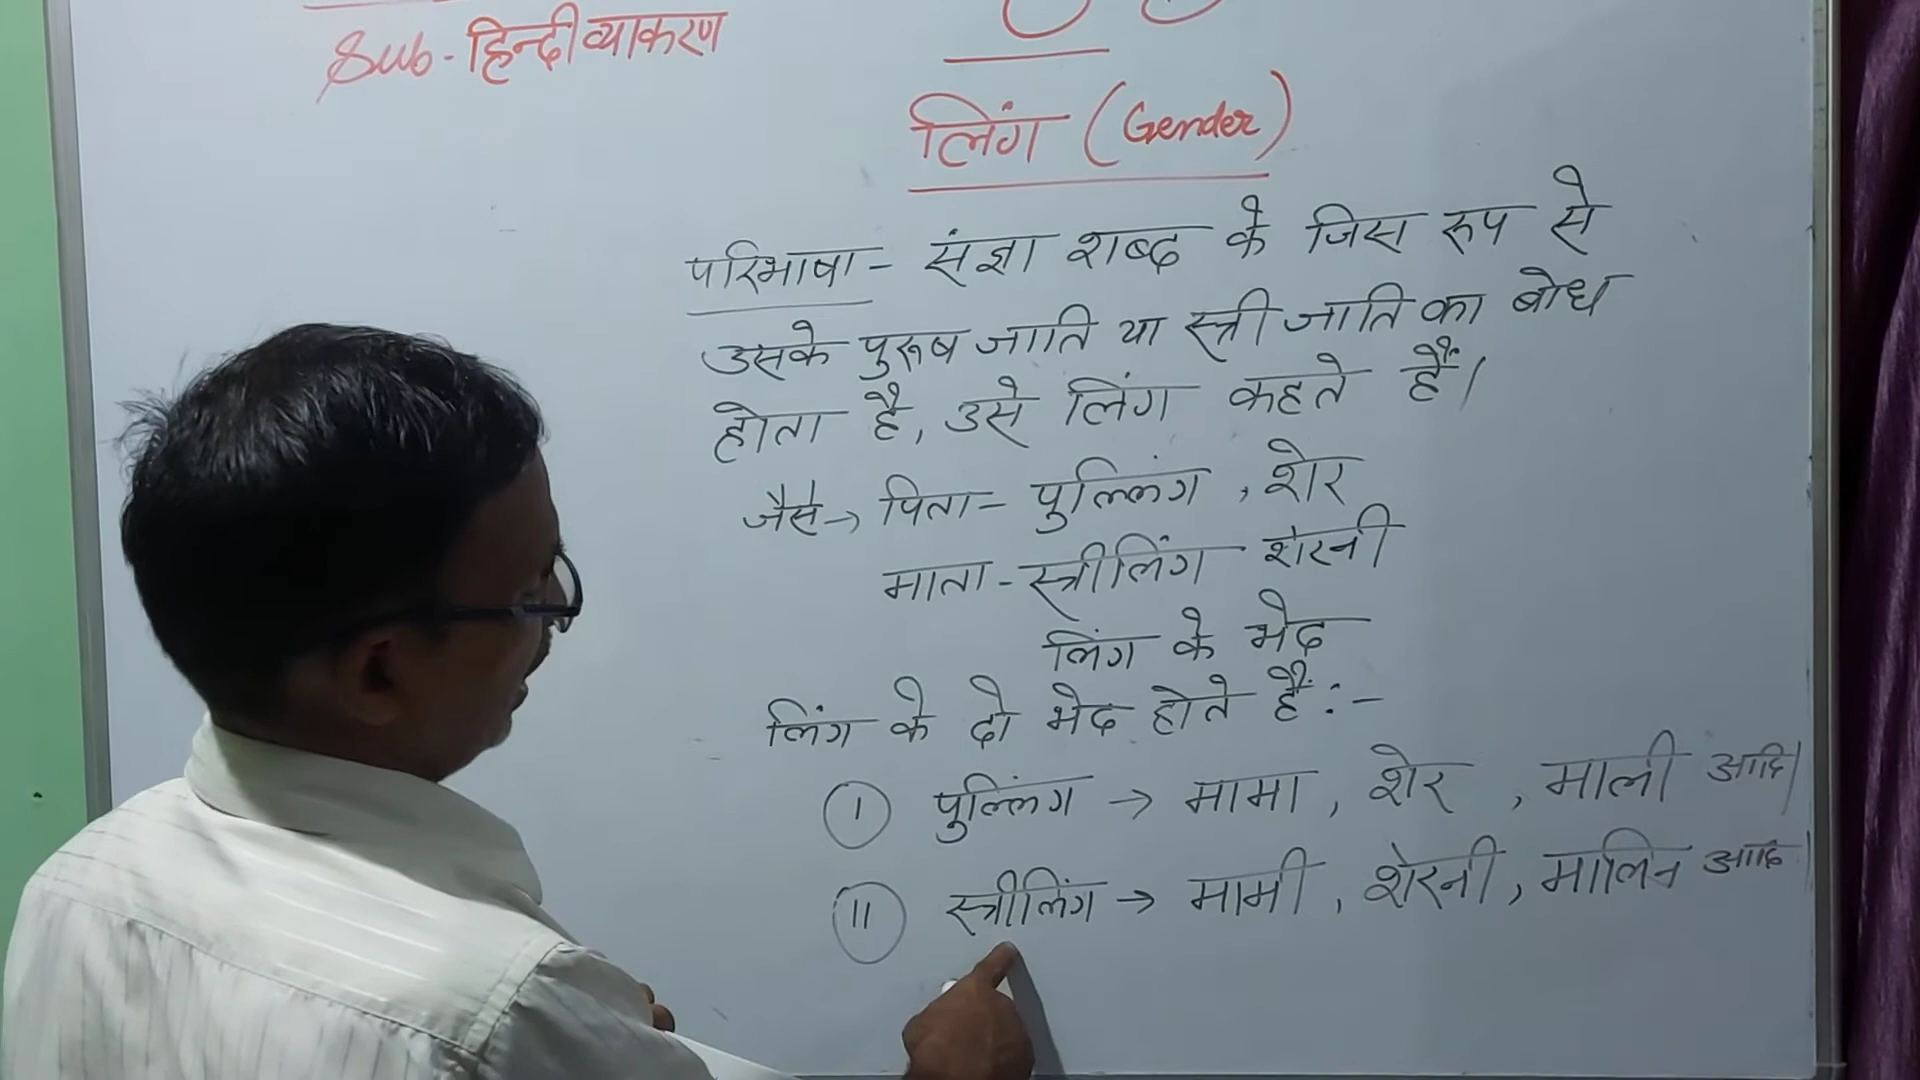 Sub- हिन्दी व्याकरण
लिंग (Gender)
परिभाषा - संज्ञा शब्द के जिस रूप से
उसके पुरूष जाति या स्त्री जाति का बोध
होता है, उसे लिंग कहते हैं।
जैसे → पिता - पुल्लिंग , शेर
माता - स्त्रीलिंग शेरनी
लिंग के भेद
लिंग के दो भेद होते हैं :-
I पुल्लिंग → मामा , शेर , माली आदि।
II स्त्रीलिंग → मामी , शेरनी , मालिन आदि।